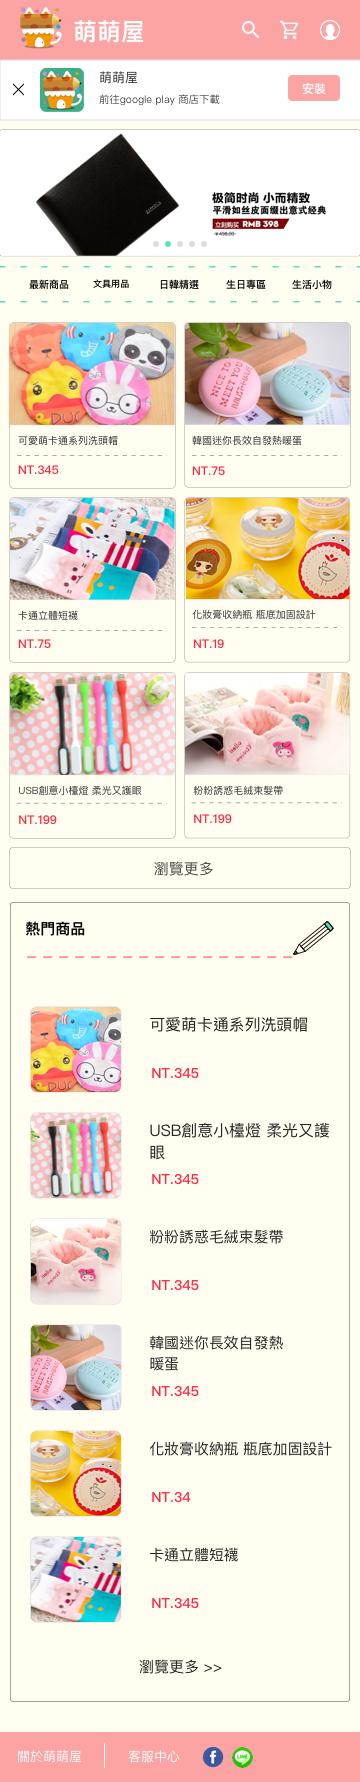 萌萌屋
萌萌屋
前往google play 商店下載
安裝
极简时尚 小而精致
平滑如丝皮面缀出意式经典
立刻购买 RMB 398
最新商品 文具用品 日韓精選 生日專區 生活小物
NICE TO
MEET YOU
可愛萌卡通系列洗頭帽
NT.345
韓國迷你長效自發熱暖蛋
NT.75
卡通立體短襪
NT.75
化妝膏收納瓶 瓶底加固設計
NT.19
USB創意小檯燈 柔光又護眼
NT.199
粉粉誘惑毛絨束髮帶
NT.199
瀏覽更多
熱門商品
可愛萌卡通系列洗頭帽
NT.345
USB創意小檯燈 柔光又護
眼
NT.345
粉粉誘惑毛絨束髮帶
NT.345
韓國迷你長效自發熱
暖蛋
NT.345
化妝膏收納瓶 瓶底加固設計
NT.34
卡通立體短襪
NT.345
瀏覽更多 >>
關於萌萌屋
客服中心
LINE